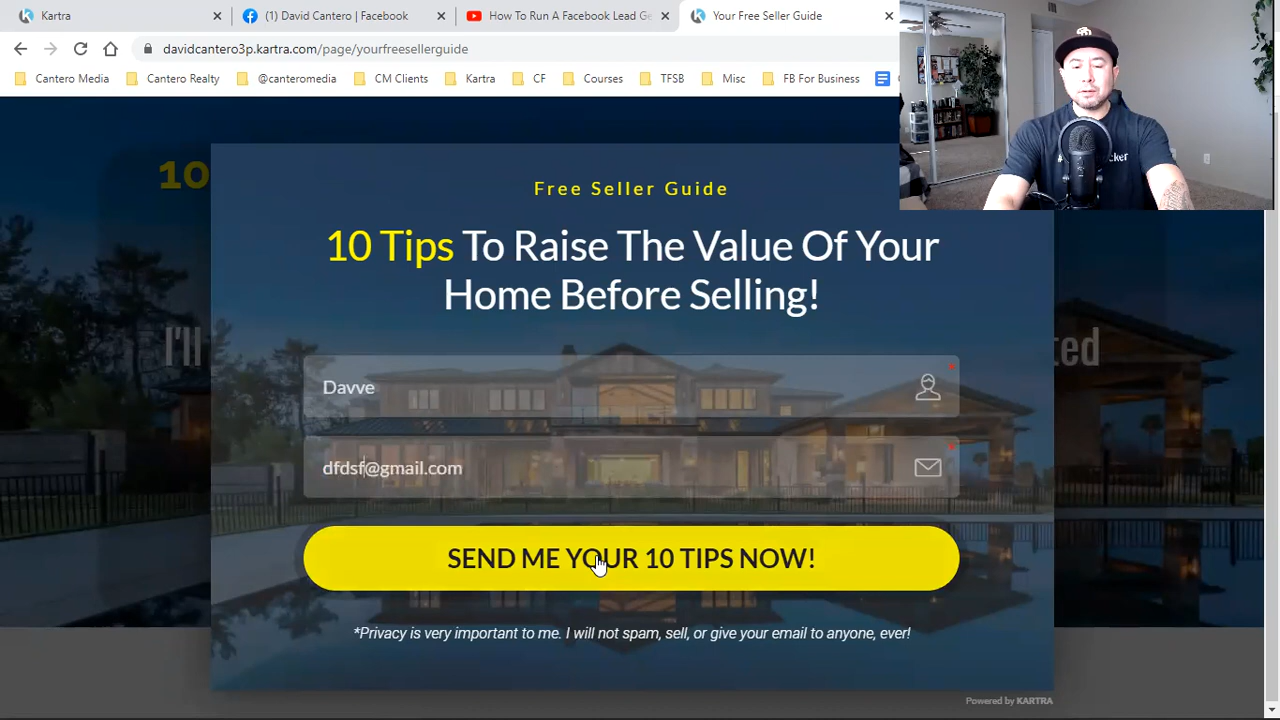 Kartra
(1) David Cantero | Facebook
How To Run A Facebook Lead Ge
Your Free Seller Guide
davidcantero3p.kartra.com/page/yourfreesellerguide
Cantero Media
Cantero Realty
@canteromedia
All Clients
Kartra
CF
Courses
TFSB
Misc
FB For Business
10
Free Seller Guide
10 Tips To Raise The Value Of Your
Home Before Selling!
I'll
ted
Davve
dfdsf@gmail.com
SEND ME YOUR 10 TIPS NOW!
*Privacy is very important to me. I will not spam, sell, or give your email to anyone, ever!
Powered by KARTRA